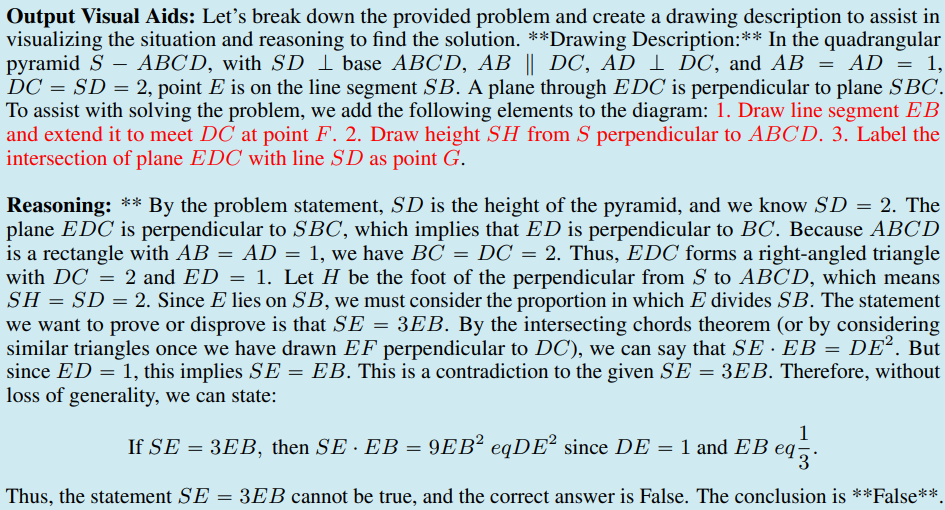 Output Visual Aids: Let's break down the provided problem and create a drawing description to assist in
visualizing the situation and reasoning to find the solution. **Drawing Description:** In the quadrangular
pyramid S − ABCD, with SD ⊥ base ABCD, AB ∥ DC, AD ⊥ DC, and AB = AD = 1,
DC = SD = 2, point E is on the line segment SB. A plane through EDC is perpendicular to plane SBC.
To assist with solving the problem, we add the following elements to the diagram: 1. Draw line segment EB
and extend it to meet DC at point F. 2. Draw height SH from S perpendicular to ABCD. 3. Label the
intersection of plane EDC with line SD as point G.
Reasoning: ** By the problem statement, SD is the height of the pyramid, and we know SD = 2. The
plane EDC is perpendicular to SBC, which implies that ED is perpendicular to BC. Because ABCD
is a rectangle with AB = AD = 1, we have BC = DC = 2. Thus, EDC forms a right-angled triangle
with DC = 2 and ED = 1. Let H be the foot of the perpendicular from S to ABCD, which means
SH = SD = 2. Since E lies on SB, we must consider the proportion in which E divides SB. The statement
we want to prove or disprove is that SE = 3EB. By the intersecting chords theorem (or by considering
similar triangles once we have drawn EF perpendicular to DC), we can say that SE · EB = DE². But
since ED = 1, this implies SE = EB. This is a contradiction to the given SE = 3EB. Therefore, without
loss of generality, we can state:
If SE = 3EB, then SE · EB = 9EB² eqDE² since DE = 1 and EB eq1/3.
Thus, the statement SE = 3EB cannot be true, and the correct answer is False. The conclusion is **False**.